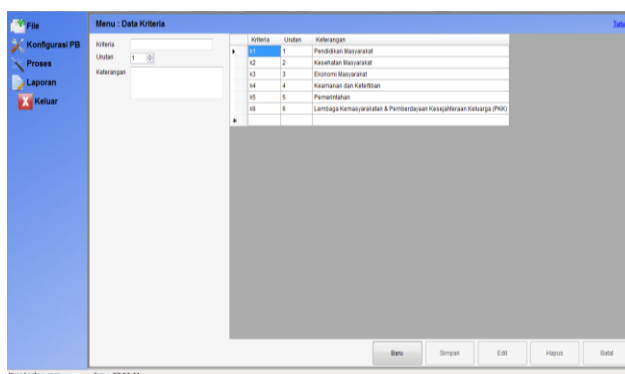 File
Konfigurasi PB
Proses
Laporan
Keluar
Menu : Data Kriteria
Kriteria
Urutan 1
Keterangan
Kriteria Urutan Keterangan
k1 1 Pendidikan Masyarakat
k2 2 Kesehatan Masyarakat
k3 3 Ekonomi Masyarakat
k4 4 Keamanan dan Ketertiban
k5 5 Pemerintahan
k6 6 Lembaga Kemasyarakatan & Pemberdayaan Kesejahteraan Keluarga (PKK)
Baru Simpan Edit Hapus Batal